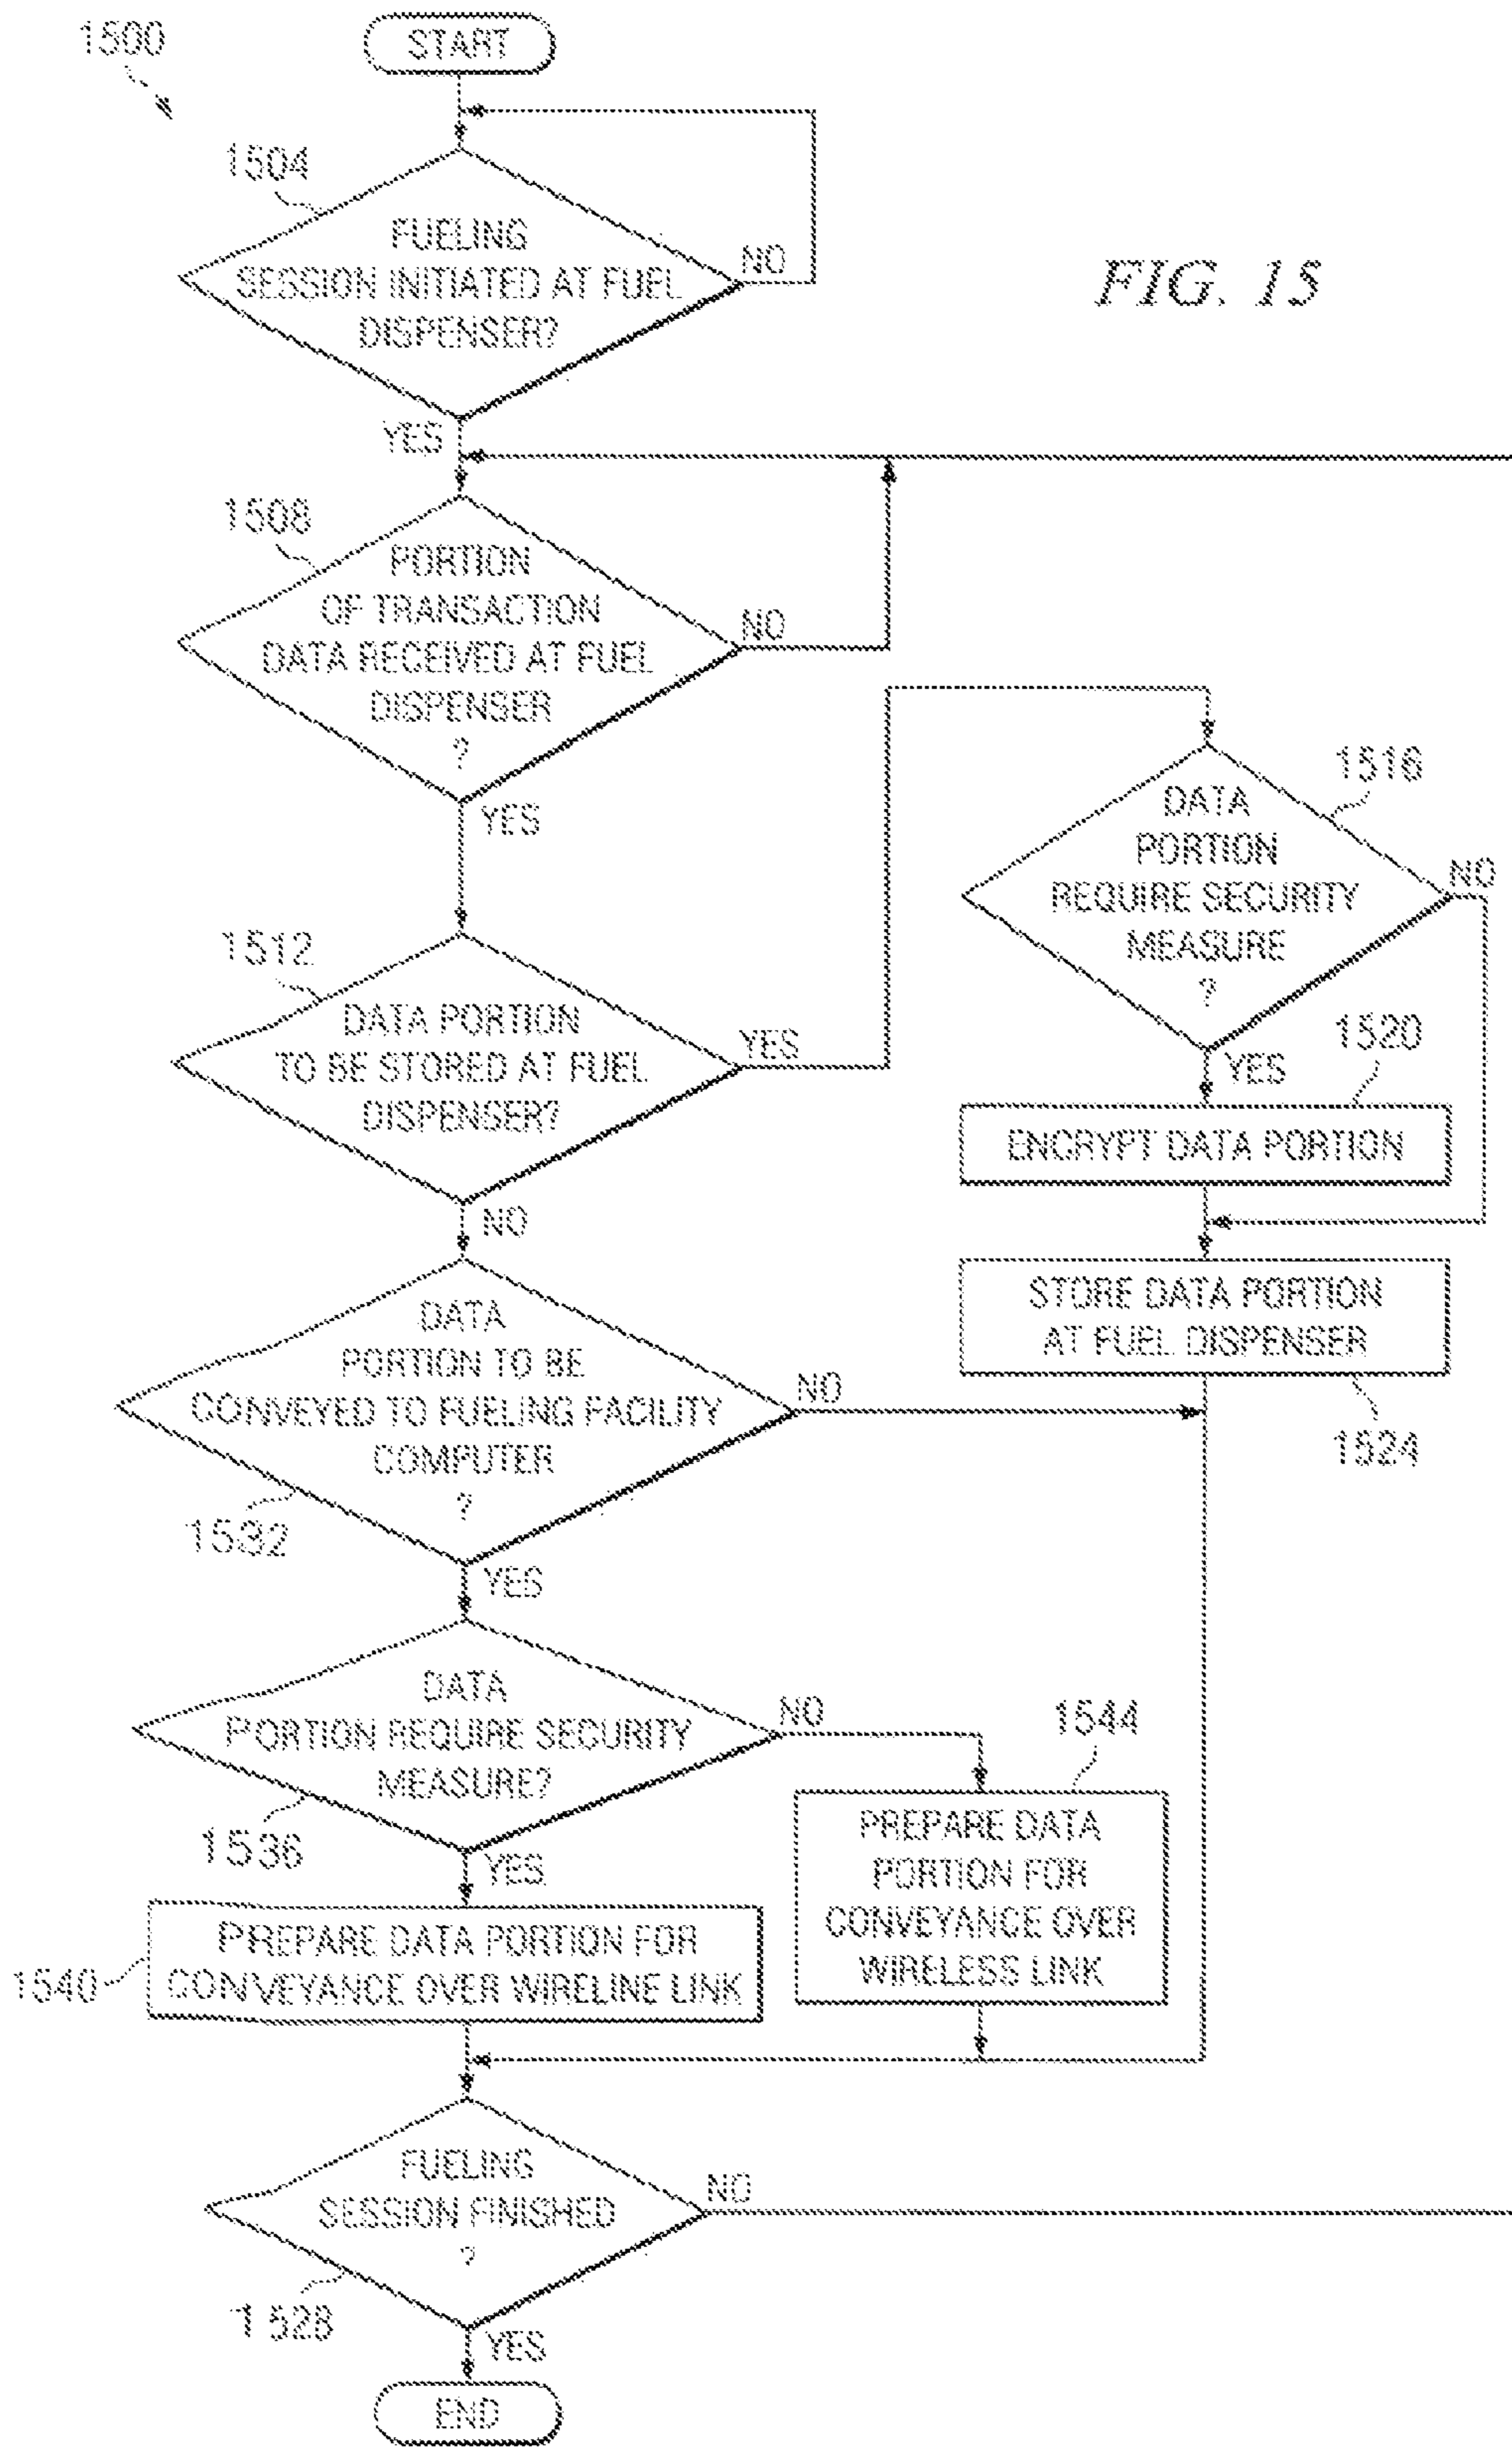 1500
START
1504
FUELING
SESSION INITIATED AT FUEL
DISPENSER?
NO
FIG. 15
YES
1508
PORTION
OF TRANSACTION
DATA RECEIVED AT FUEL
DISPENSER
?
NO
YES
1516
DATA
PORTION
REQUIRE SECURITY
MEASURE
?
NO
YES
1512
DATA PORTION
TO BE STORED AT FUEL
DISPENSER?
YES
NO
1520
ENCRYPT DATA PORTION
STORE DATA PORTION
AT FUEL DISPENSER
1524
DATA
PORTION TO BE
CONVEYED TO FUELING FACILITY
COMPUTER
?
NO
1532
YES
DATA
PORTION REQUIRE SECURITY
MEASURE?
NO
1536
YES
1544
PREPARE DATA
PORTION FOR
CONVEYANCE OVER
WIRELESS LINK
PREPARE DATA PORTION FOR
CONVEYANCE OVER WIRELINE LINK
1540
FUELING
SESSION FINISHED
?
NO
1528
YES
END